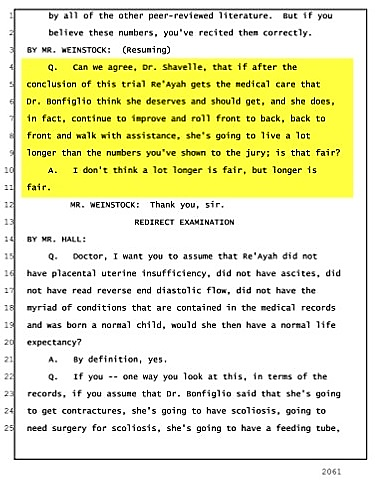 1 by all of the other peer-reviewed literature. But if you
2 believe these numbers, you've recited them correctly.
3 BY MR. WEINSTOCK: (Resuming)
4 Q. Can we agree, Dr. Shavelle, that if after the
5 conclusion of this trial Re'Ayah gets the medical care that
6 Dr. Bonfiglio think she deserves and should get, and she does,
7 in fact, continue to improve and roll front to back, back to
8 front and walk with assistance, she's going to live a lot
9 longer than the numbers you've shown to the jury; is that fair?
10 A. I don't think a lot longer is fair, but longer is
11 fair.
12 MR. WEINSTOCK: Thank you, sir.
13 REDIRECT EXAMINATION
14 BY MR. HALL:
15 Q. Doctor, I want you to assume that Re'Ayah did not
16 have placental uterine insufficiency, did not have ascites, did
17 not have read reverse end diastolic flow, did not have the
18 myriad of conditions that are contained in the medical records
19 and was born a normal child, would she then have a normal life
20 expectancy?
21 A. By definition, yes.
22 Q. If you -- one way you look at this, in terms of the
23 records, if you assume that Dr. Bonfiglio said that she's going
24 to get contractures, she's going to have scoliosis, going to
25 need surgery for scoliosis, she's going to have a feeding tube,
2061